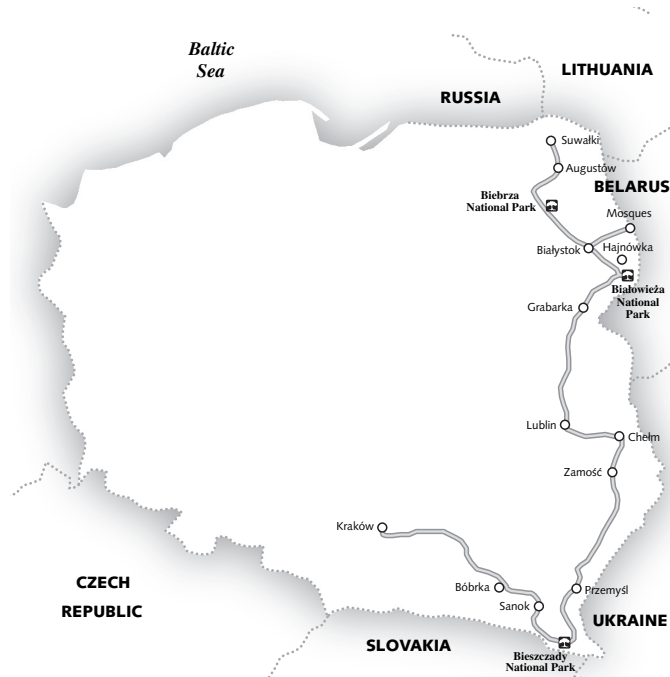 Baltic
Sea
LITHUANIA
RUSSIA
Suwałki
Augustów
BELARUS
Biebrza
National Park
Mosques
Białystok
Hajnówka
Białowieża
National
Park
Grabarka
Lublin
Chełm
Zamość
Kraków
CZECH
REPUBLIC
Bóbrka
Przemyśl
Sanok
UKRAINE
SLOVAKIA
Bieszczady
National Park